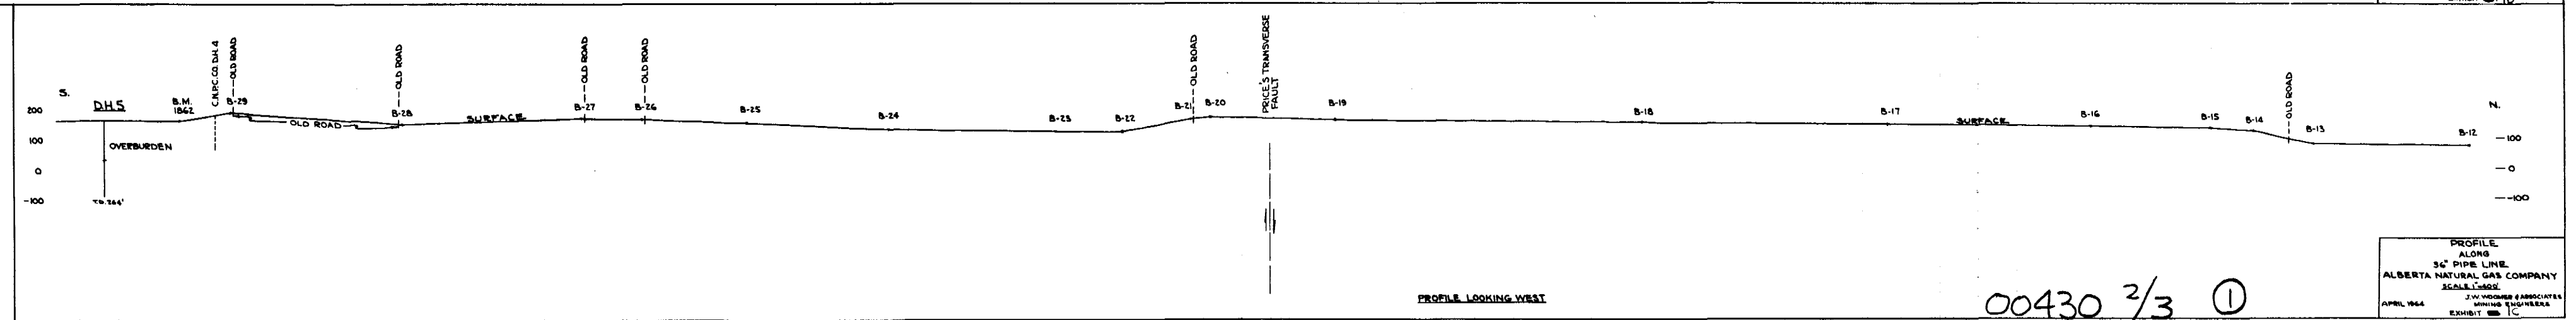 S.
N.
D.H.5
B.M.
1862
C.N.P.C.CO. D.H. 4
OLD ROAD
B-29
OLD ROAD
OLD ROAD
B-28
SURFACE
OLD ROAD
B-27
OLD ROAD
B-26
B-25
B-24
B-23
B-22
OLD ROAD
B-21
B-20
PRICE'S TRANSVERSE
FAULT
B-19
B-18
B-17
SURFACE
B-16
B-15
B-14
OLD ROAD
B-13
B-12
200
100
0
-100
OVERBURDEN
T.D. 264'
100
0
-100
PROFILE LOOKING WEST
00430 2/3 1
PROFILE
ALONG
36" PIPE LINE
ALBERTA NATURAL GAS COMPANY
SCALE 1"=400'
J.W. WOOMER & ASSOCIATES
APRIL 1964 MINING ENGINEERS
EXHIBIT 1C